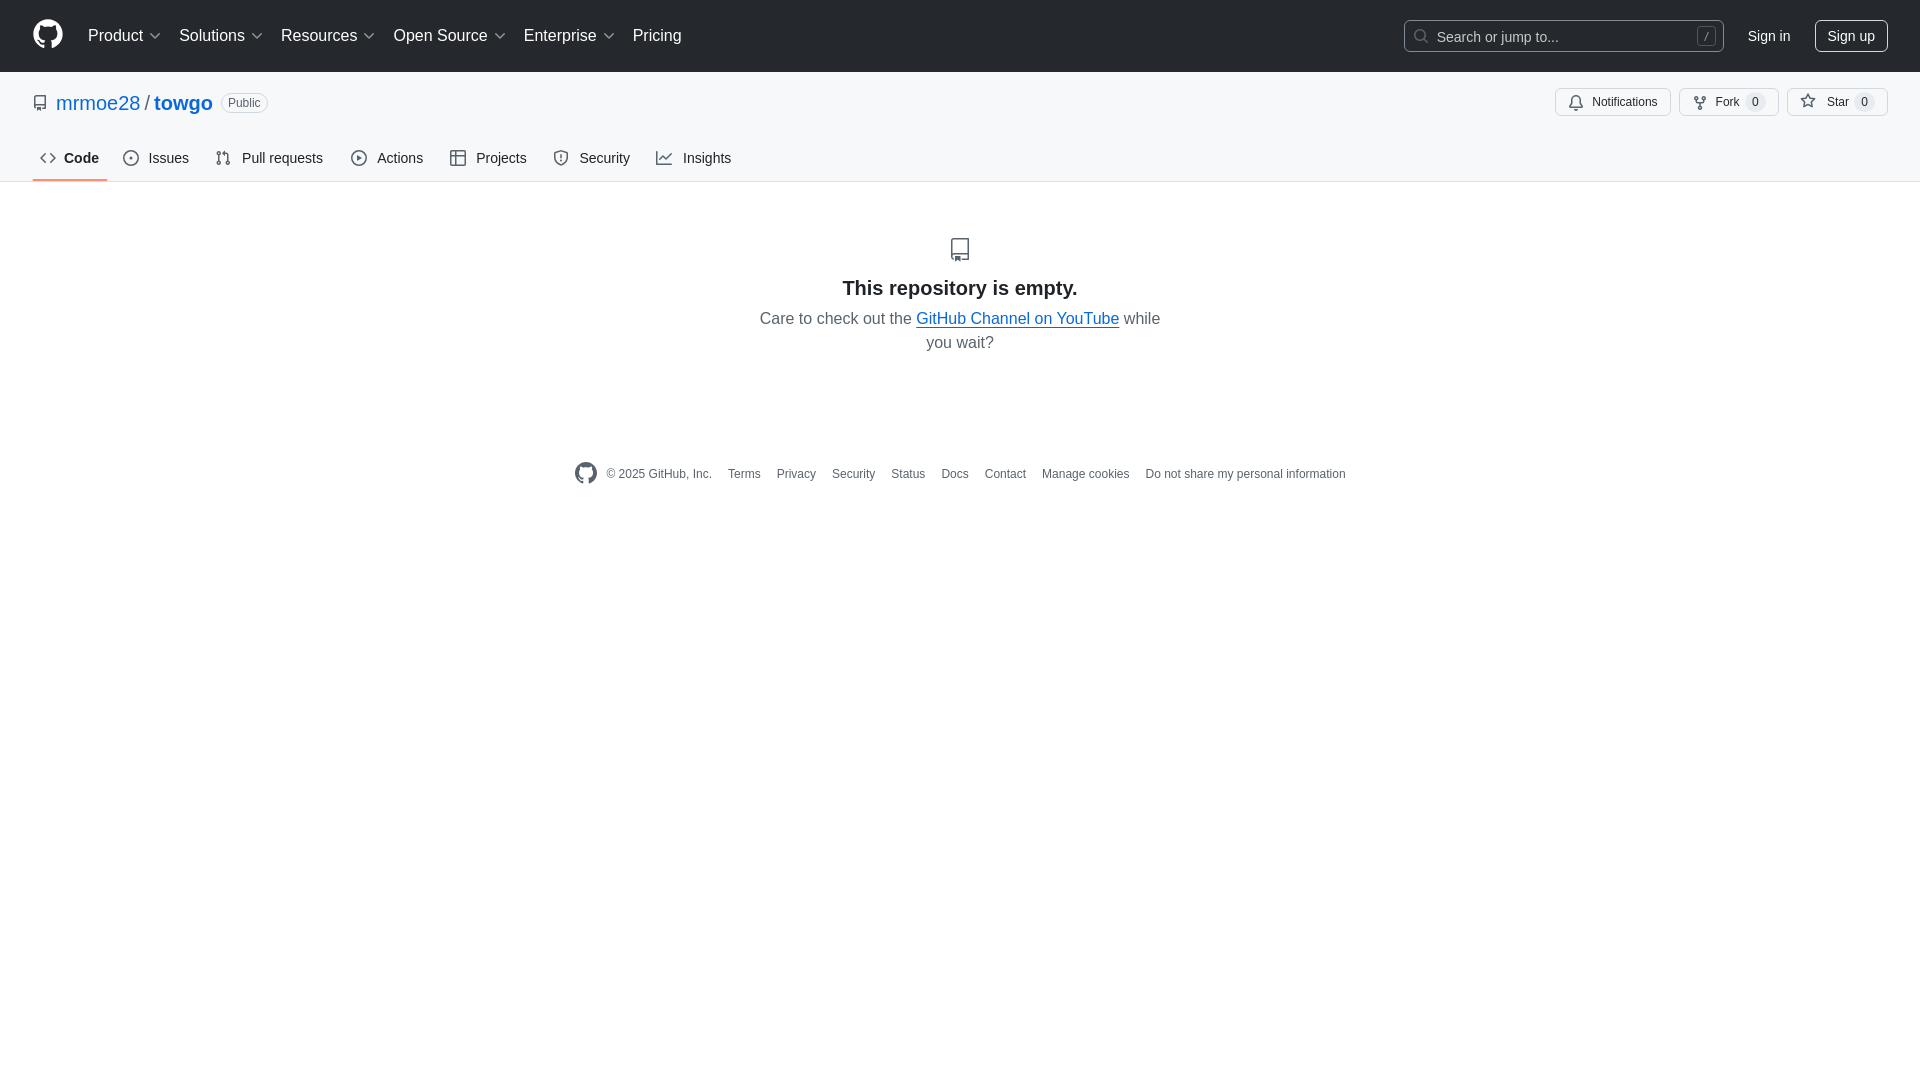 Product Solutions Resources Open Source Enterprise Pricing Search or jump to... / Sign in Sign up
mrmoe28 / towgo Public Notifications Fork 0 Star 0
Code Issues Pull requests Actions Projects Security Insights
This repository is empty.
Care to check out the GitHub Channel on YouTube while
you wait?
© 2025 GitHub, Inc. Terms Privacy Security Status Docs Contact Manage cookies Do not share my personal information